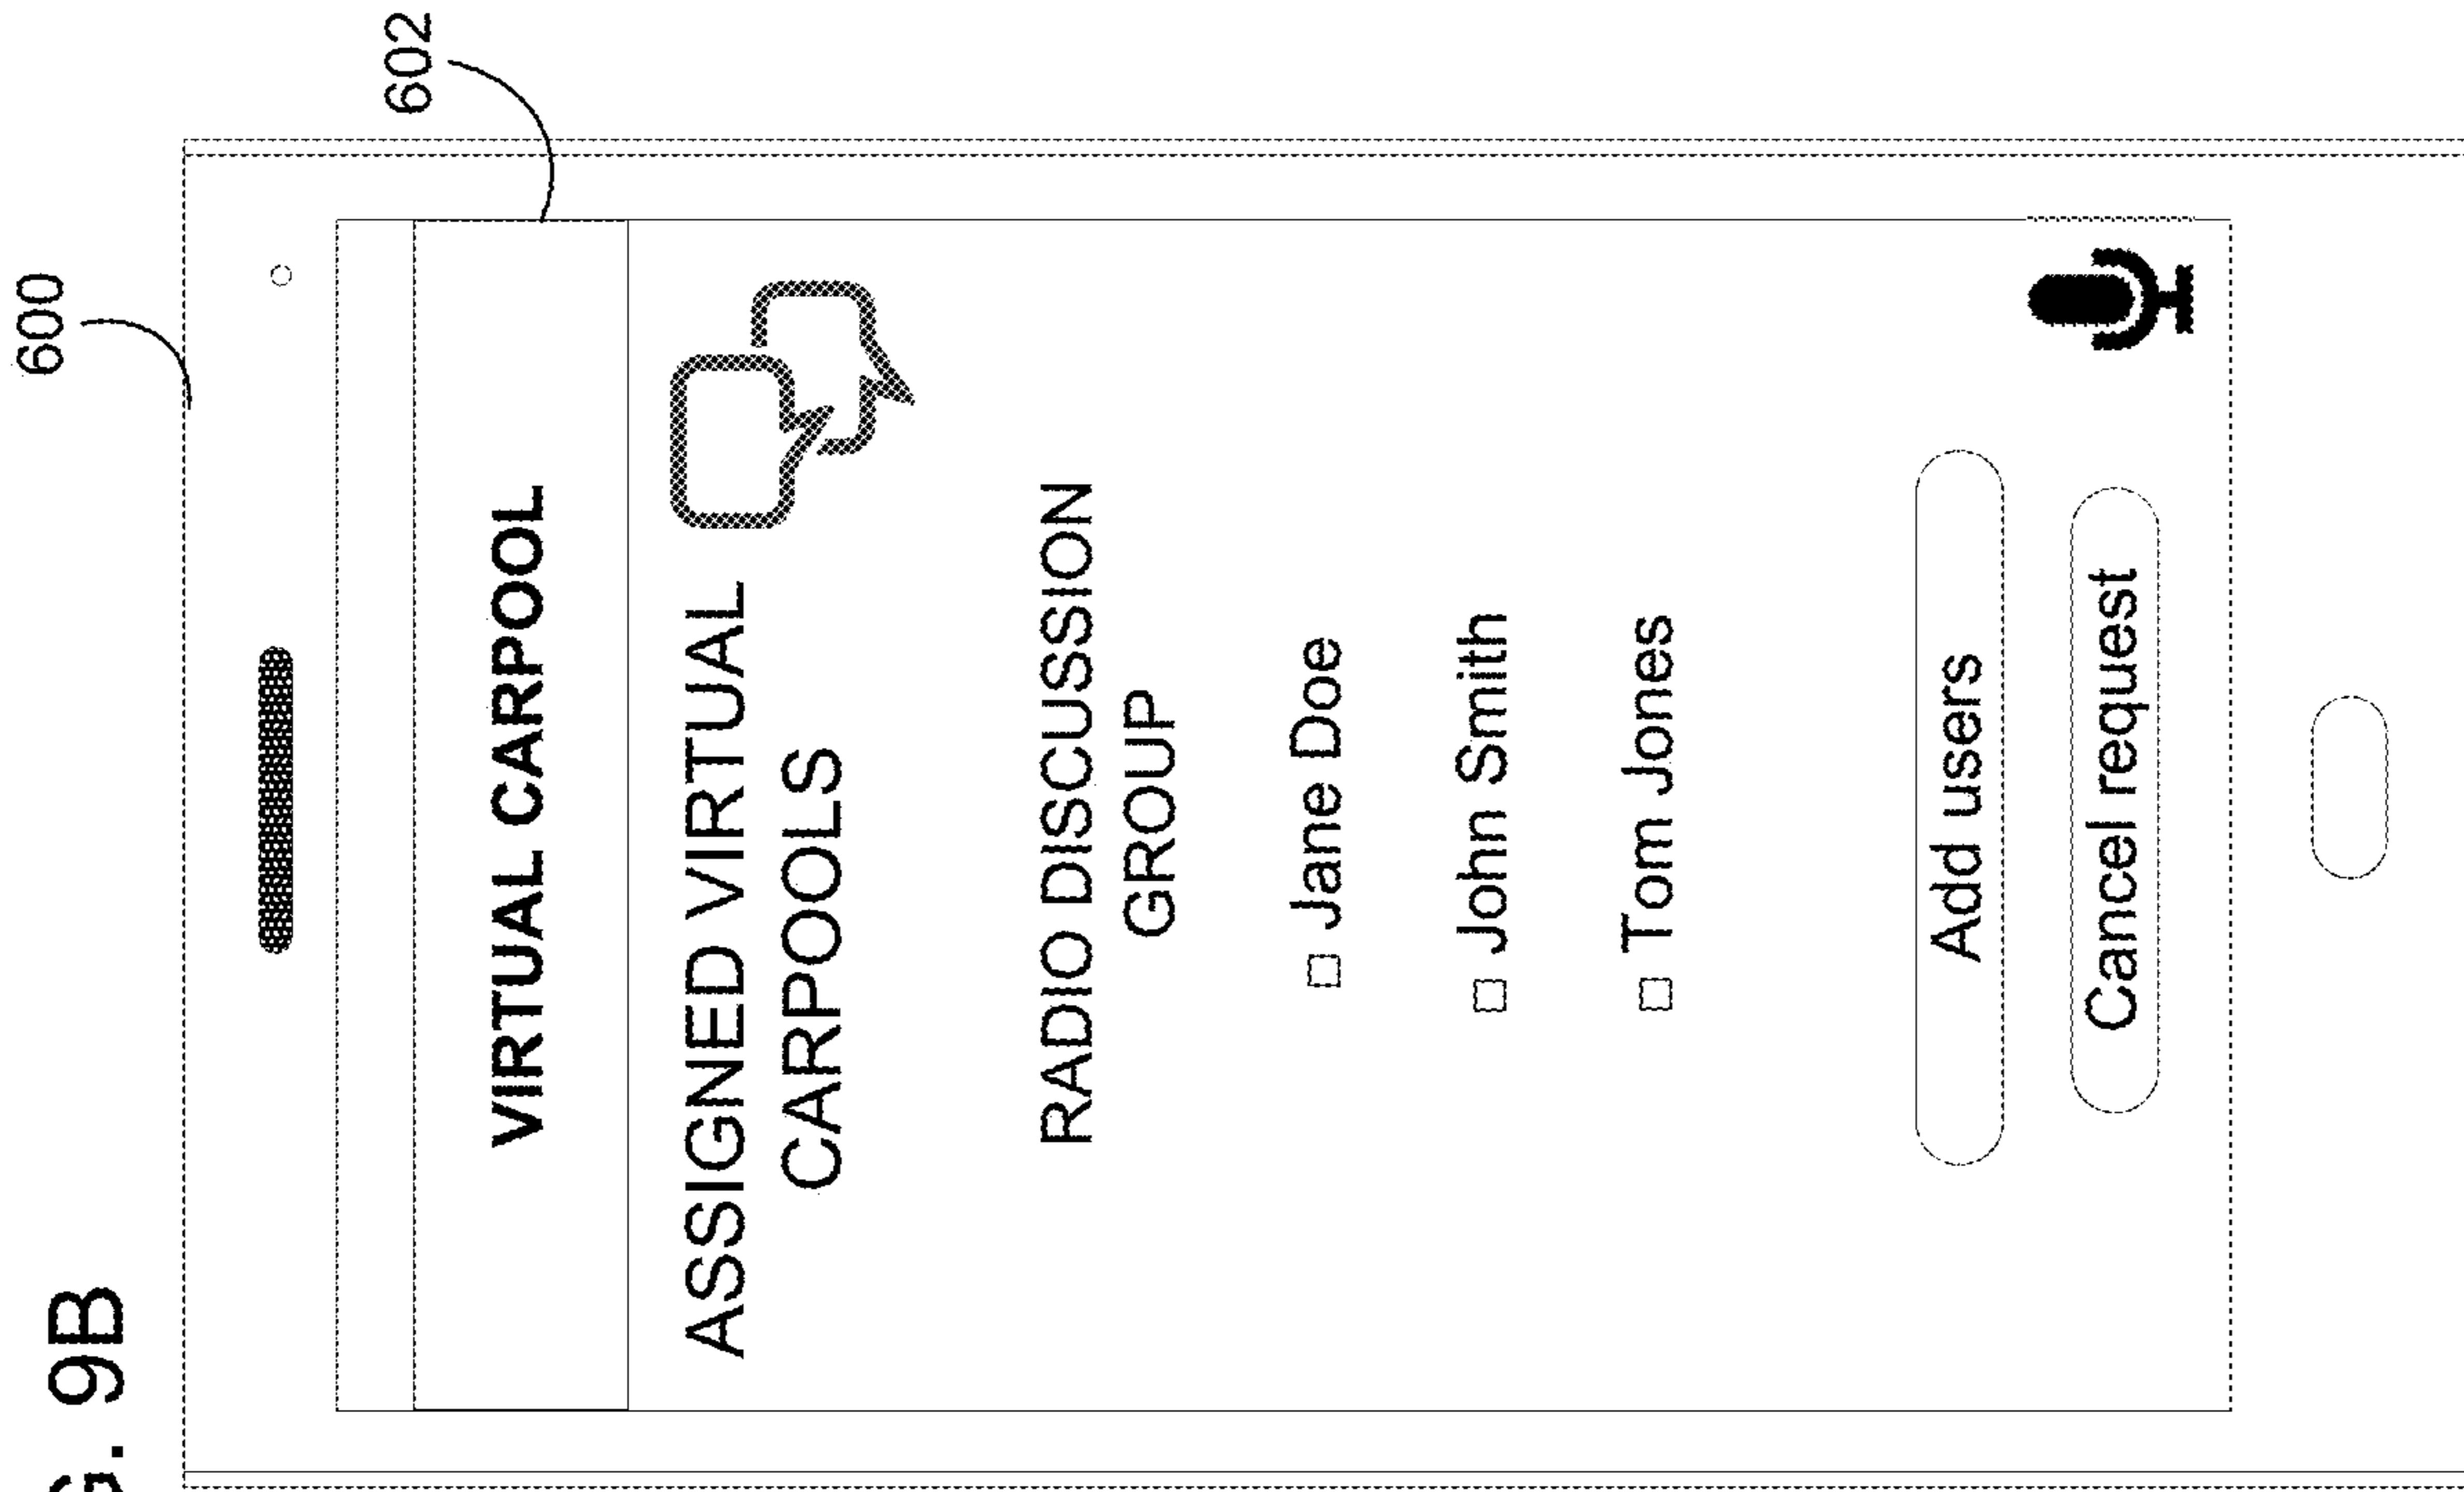 G. 9B
600
602
VIRTUAL CARPOOL
ASSIGNED VIRTUAL
CARPOOLS
RADIO DISCUSSION
GROUP
Jane Doe
John Smith
Tom Jones
Add users
Cancel request